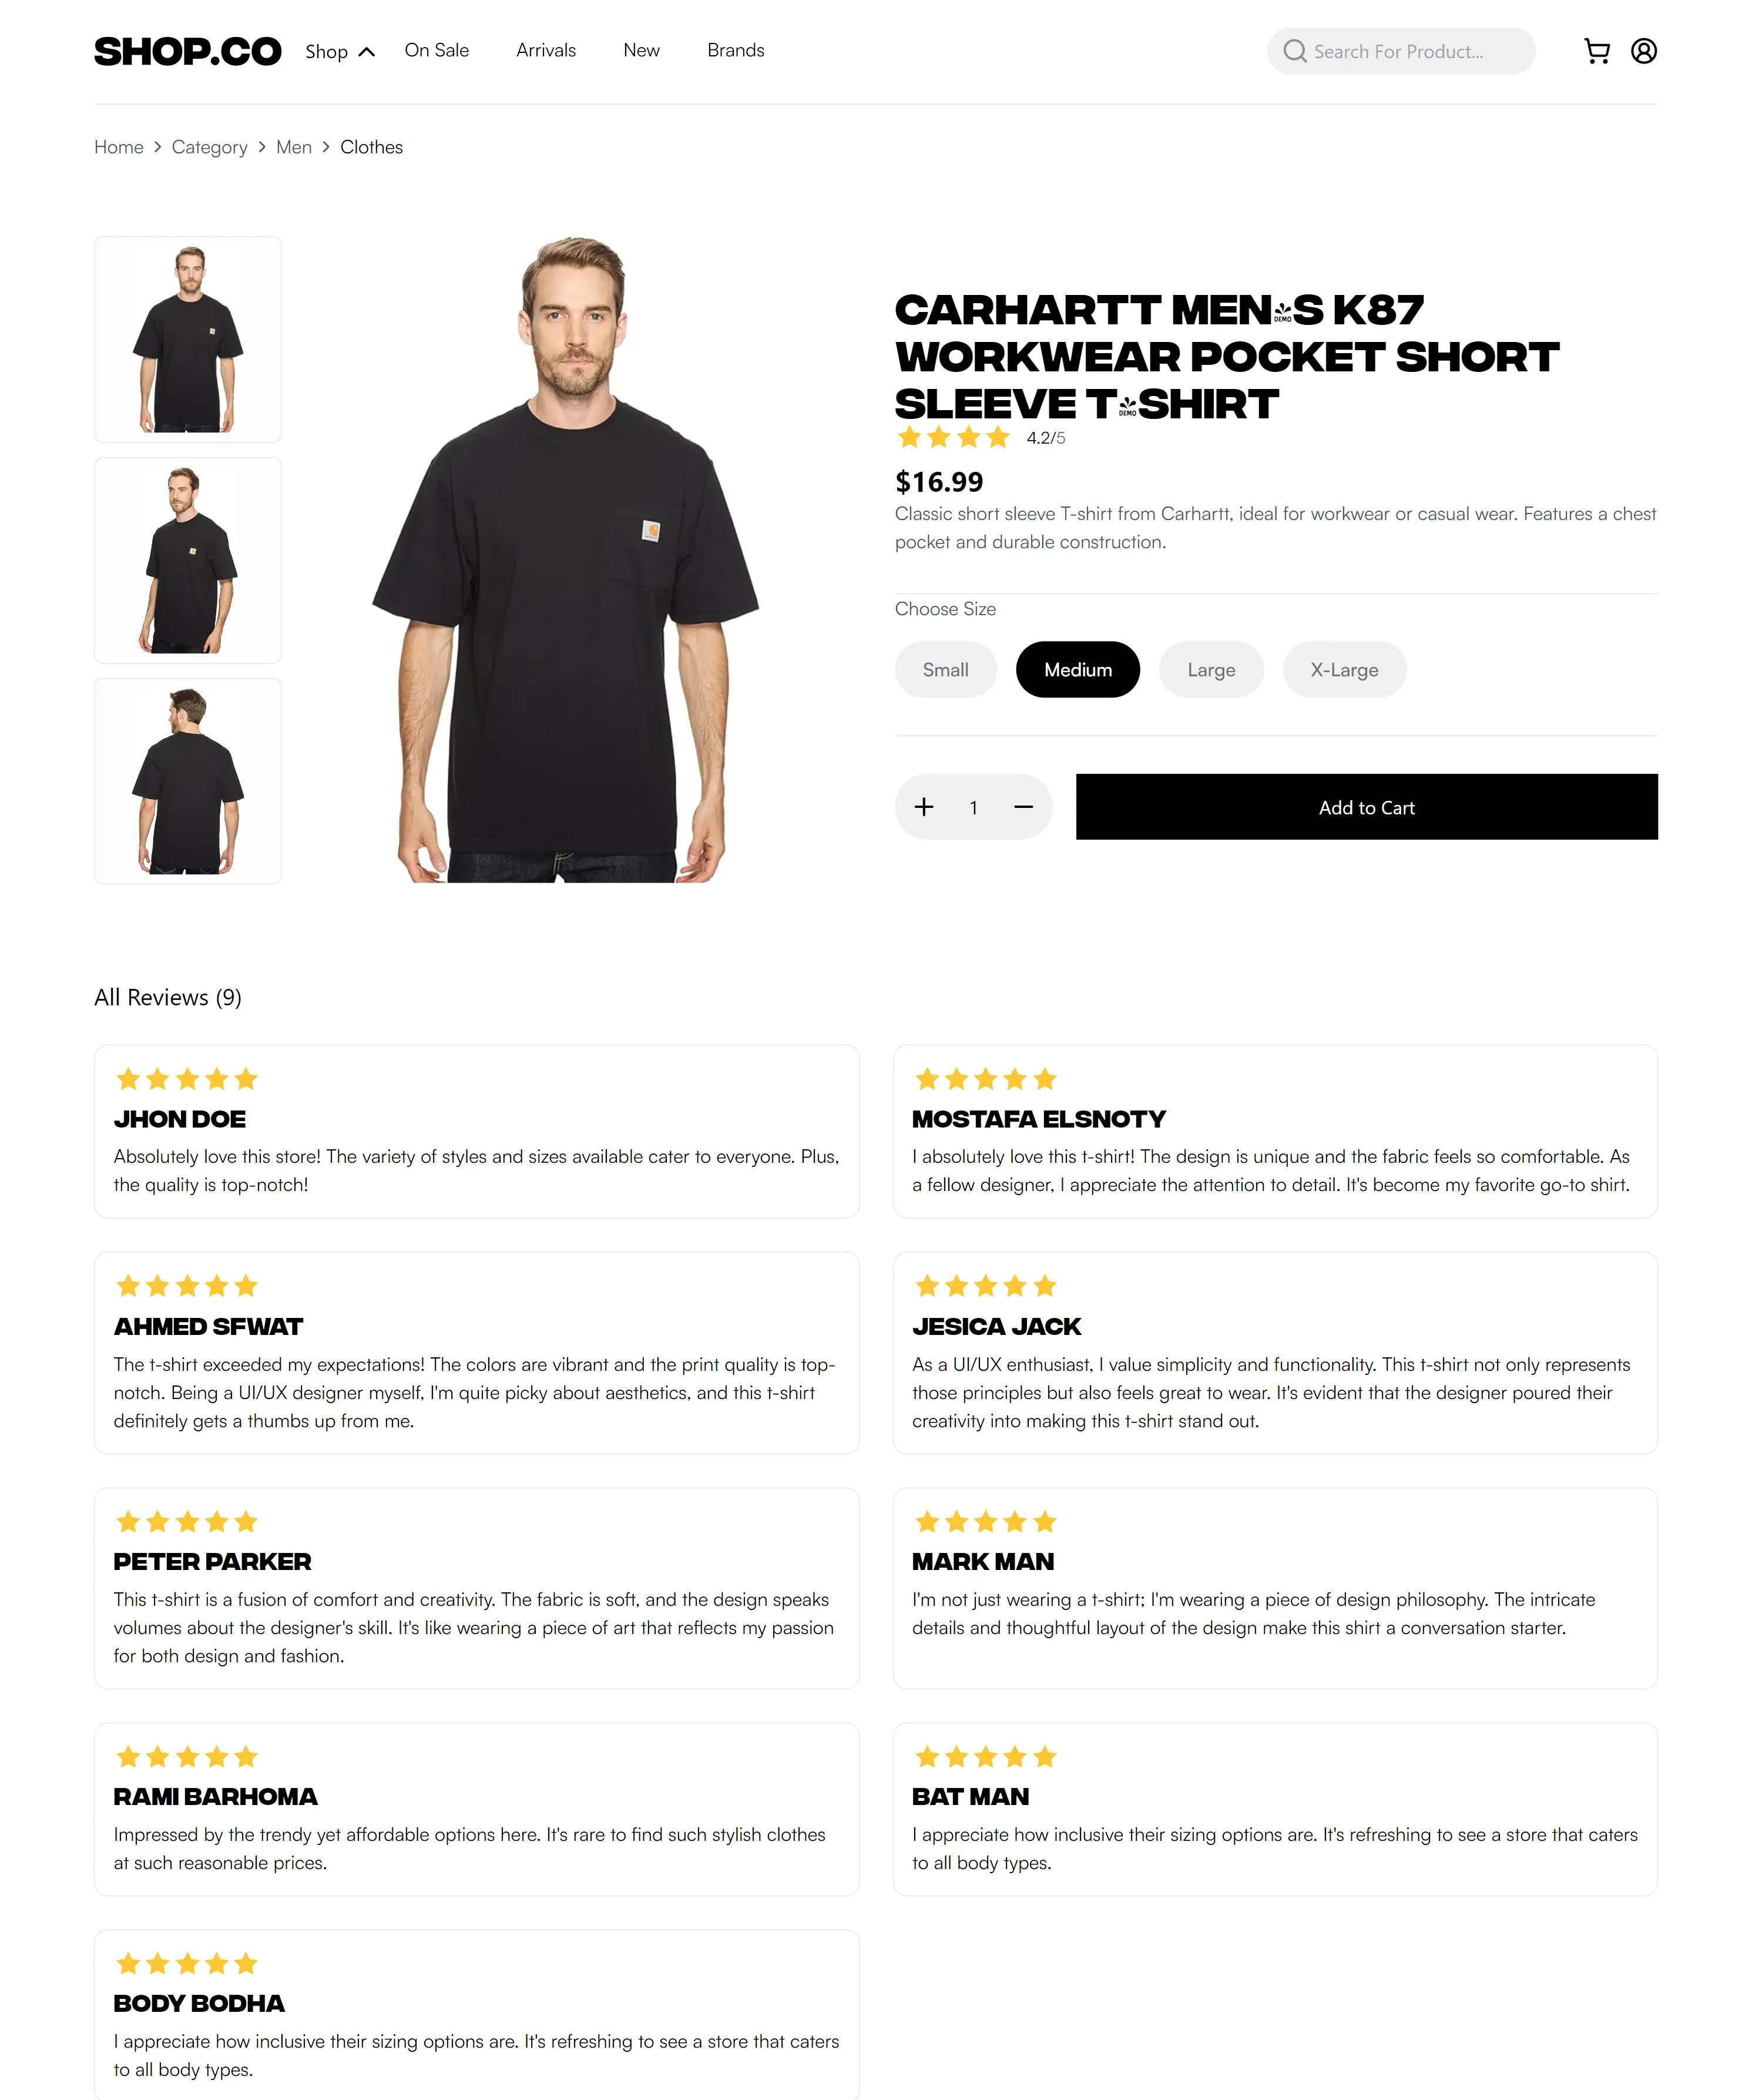 SHOP.CO
Shop
On Sale
Arrivals
New
Brands
Search For Product...
Home > Category > Men > Clothes
CARHARTT MEN DEMO S K87
WORKWEAR POCKET SHORT
SLEEVE T DEMO SHIRT
4.2/5
$16.99
Classic short sleeve T-shirt from Carhartt, ideal for workwear or casual wear. Features a chest
pocket and durable construction.
Choose Size
Small
Medium
Large
X-Large
+ 1 −
Add to Cart
All Reviews (9)
JHON DOE
Absolutely love this store! The variety of styles and sizes available cater to everyone. Plus,
the quality is top-notch!
MOSTAFA ELSNOTY
I absolutely love this t-shirt! The design is unique and the fabric feels so comfortable. As
a fellow designer, I appreciate the attention to detail. It's become my favorite go-to shirt.
AHMED SFWAT
The t-shirt exceeded my expectations! The colors are vibrant and the print quality is top-
notch. Being a UI/UX designer myself, I'm quite picky about aesthetics, and this t-shirt
definitely gets a thumbs up from me.
JESICA JACK
As a UI/UX enthusiast, I value simplicity and functionality. This t-shirt not only represents
those principles but also feels great to wear. It's evident that the designer poured their
creativity into making this t-shirt stand out.
PETER PARKER
This t-shirt is a fusion of comfort and creativity. The fabric is soft, and the design speaks
volumes about the designer's skill. It's like wearing a piece of art that reflects my passion
for both design and fashion.
MARK MAN
I'm not just wearing a t-shirt; I'm wearing a piece of design philosophy. The intricate
details and thoughtful layout of the design make this shirt a conversation starter.
RAMI BARHOMA
Impressed by the trendy yet affordable options here. It's rare to find such stylish clothes
at such reasonable prices.
BAT MAN
I appreciate how inclusive their sizing options are. It's refreshing to see a store that caters
to all body types.
BODY BODHA
I appreciate how inclusive their sizing options are. It's refreshing to see a store that caters
to all body types.